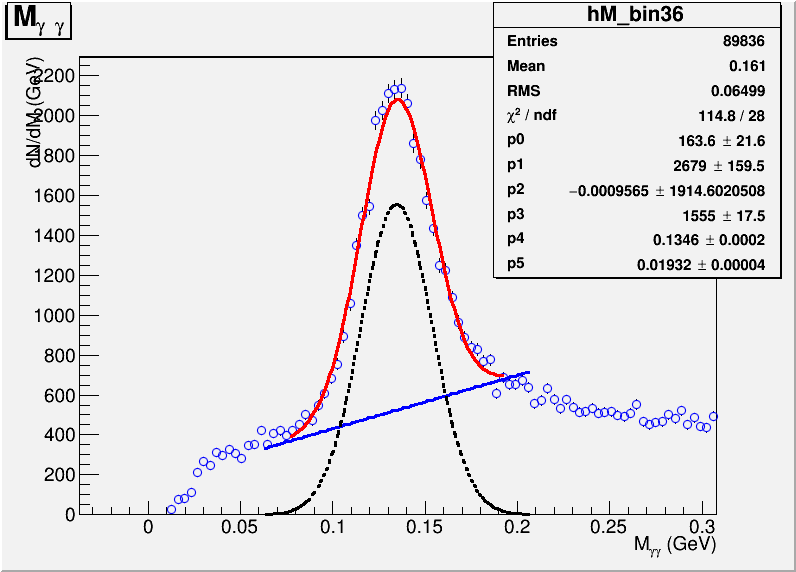 Mγ γ
hM_bin36
Entries 89836
Mean 0.161
RMS 0.06499
χ² / ndf 114.8 / 28
p0 163.6 ± 21.6
p1 2679 ± 159.5
p2 −0.0009565 ± 1914.6020508
p3 1555 ± 17.5
p4 0.1346 ± 0.0002
p5 0.01932 ± 0.00004
dN/dM (GeV)
2200
2000
1800
1600
1400
1200
1000
800
600
400
200
0
0 0.05 0.1 0.15 0.2 0.25 0.3
Mγγ (GeV)